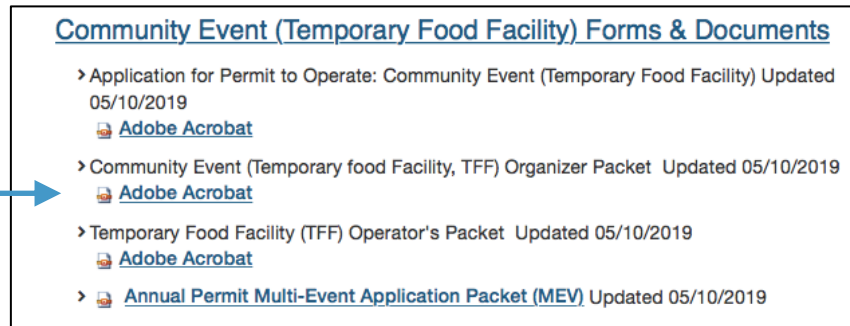 Community Event (Temporary Food Facility) Forms & Documents
Application for Permit to Operate: Community Event (Temporary Food Facility) Updated
05/10/2019
Adobe Acrobat
Community Event (Temporary food Facility, TFF) Organizer Packet Updated 05/10/2019
Adobe Acrobat
Temporary Food Facility (TFF) Operator's Packet Updated 05/10/2019
Adobe Acrobat
Annual Permit Multi-Event Application Packet (MEV) Updated 05/10/2019